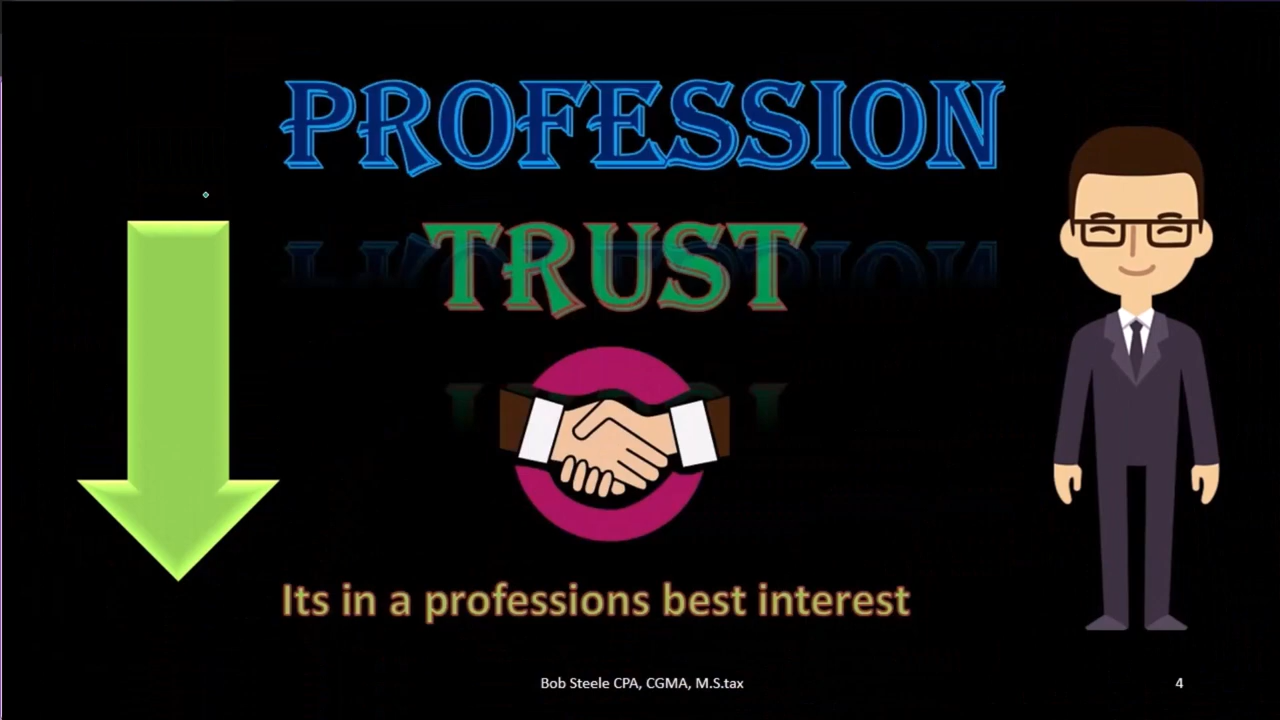 PROFESSION
TRUST
Its in a professions best interest
Bob Steele CPA, CGMA, M.S.tax
4